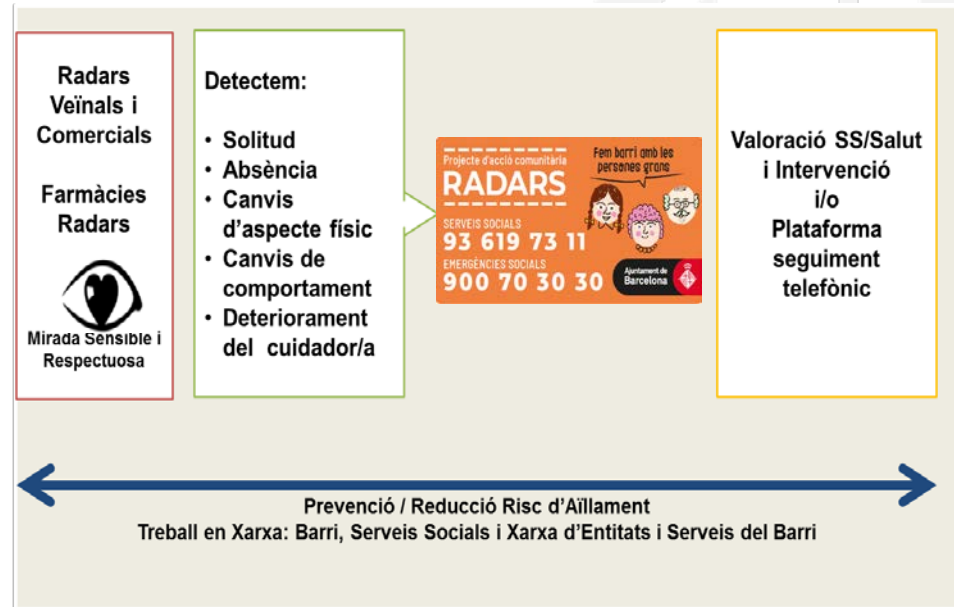 Radars
Veïnals i
Comercials
Farmàcies
Radars
Mirada Sensible i
Respectuosa
Detectem:
• Solitud
• Absència
• Canvis
d'aspecte físic
• Canvis de
comportament
• Deteriorament
del cuidador/a
Projecte d'acció comunitària
RADARS
SERVEIS SOCIALS
93 619 73 11
EMERGÈNCIES SOCIALS
900 70 30 30
Fem barri amb les
persones grans
Ajuntament de
Barcelona
Valoració SS/Salut
i Intervenció
i/o
Plataforma
seguiment
telefònic
Prevenció / Reducció Risc d'Aïllament
Treball en Xarxa: Barri, Serveis Socials i Xarxa d'Entitats i Serveis del Barri